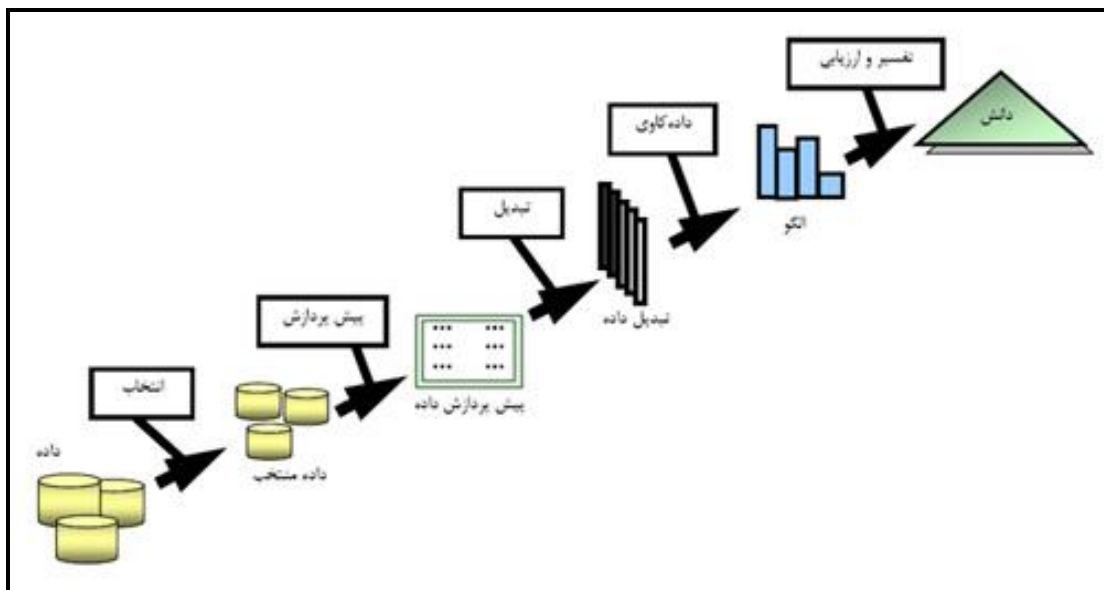 تفسیر و ارزیابی
دانش
داده‌کاوی
الگو
تبدیل
تبدیل داده
پیش پردازش
پیش پردازش داده
انتخاب
داده منتخب
داده